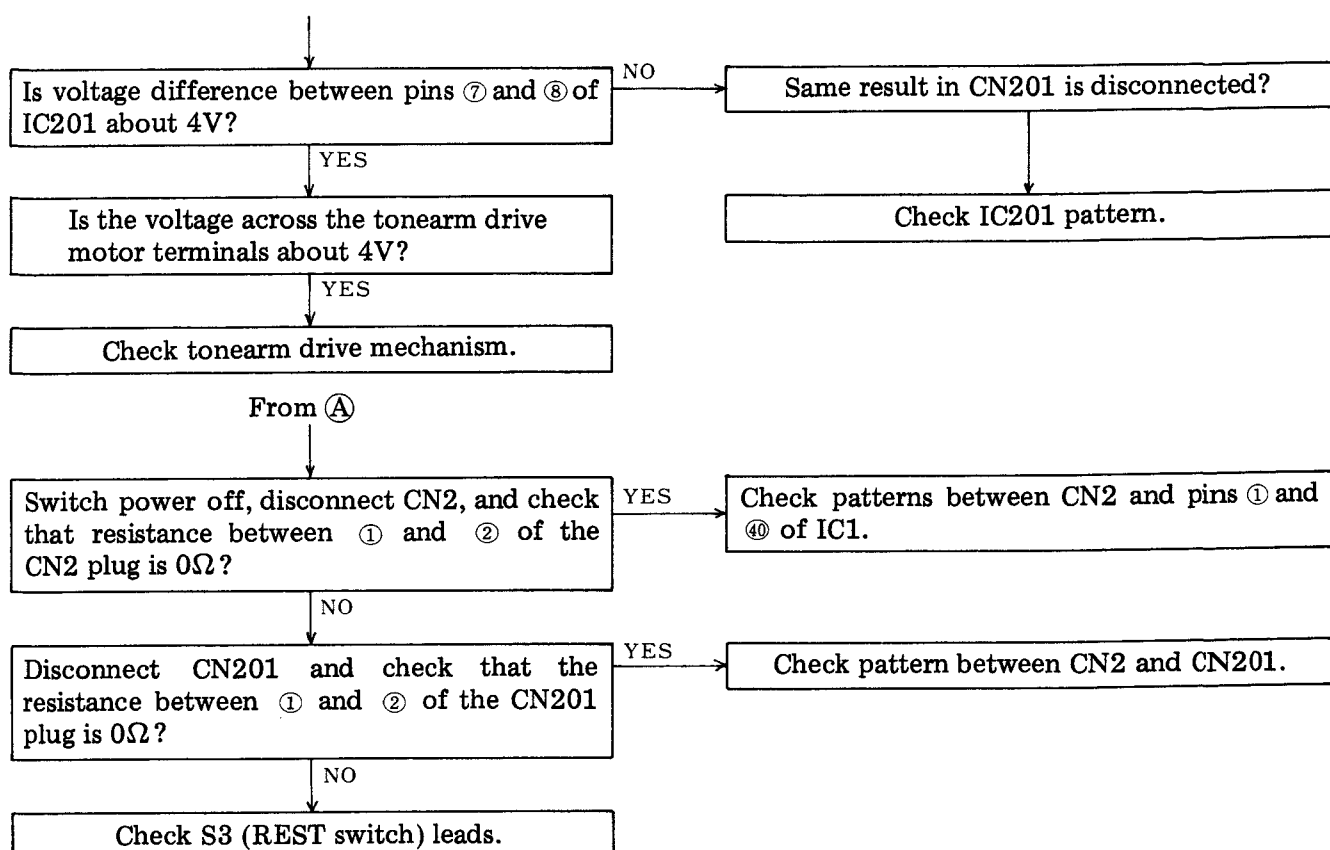 Is voltage difference between pins ⑦ and ⑧ of
IC201 about 4V?
NO
Same result in CN201 is disconnected?
YES
Check IC201 pattern.
Is the voltage across the tonearm drive
motor terminals about 4V?
YES
Check tonearm drive mechanism.
From Ⓐ
Switch power off, disconnect CN2, and check
that resistance between ① and ② of the
CN2 plug is 0Ω?
YES
Check patterns between CN2 and pins ① and
㊵ of IC1.
NO
Disconnect CN201 and check that the
resistance between ① and ② of the CN201
plug is 0Ω?
YES
Check pattern between CN2 and CN201.
NO
Check S3 (REST switch) leads.